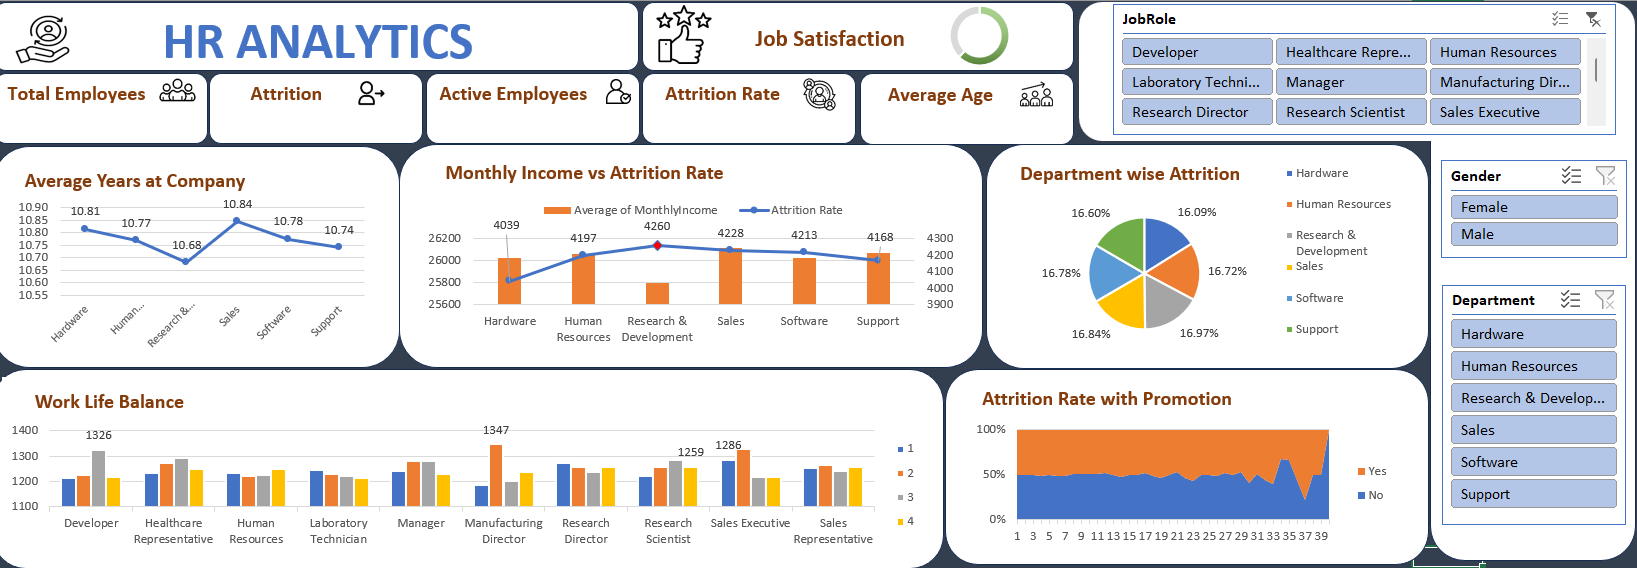 HR ANALYTICS
Job Satisfaction
Total Employees
Attrition
Active Employees
Attrition Rate
Average Age
JobRole
Developer
Healthcare Repre...
Human Resources
Laboratory Techni...
Manager
Manufacturing Dir...
Research Director
Research Scientist
Sales Executive
Average Years at Company
10.90
10.85
10.80
10.75
10.70
10.65
10.60
10.55
10.81
10.77
10.68
10.84
10.78
10.74
Hardware
Human...
Research &...
Sales
Software
Support
Monthly Income vs Attrition Rate
Average of MonthlyIncome
Attrition Rate
26200
26000
25800
25600
4039
4197
4260
4228
4213
4168
4300
4200
4100
4000
3900
Hardware
Human
Resources
Research &
Development
Sales
Software
Support
Department wise Attrition
16.60%
16.09%
16.78%
16.72%
16.84%
16.97%
Hardware
Human Resources
Research &
Development
Sales
Software
Support
Gender
Female
Male
Department
Hardware
Human Resources
Research & Develop...
Sales
Software
Support
Work Life Balance
1400
1300
1200
1100
1326
1347
1259
1286
Developer
Healthcare
Representative
Human
Resources
Laboratory
Technician
Manager
Manufacturing
Director
Research
Director
Research
Scientist
Sales Executive
Sales
Representative
1
2
3
4
Attrition Rate with Promotion
100%
50%
0%
1 3 5 7 9 11 13 15 17 19 21 23 25 27 29 31 33 35 37 39
Yes
No